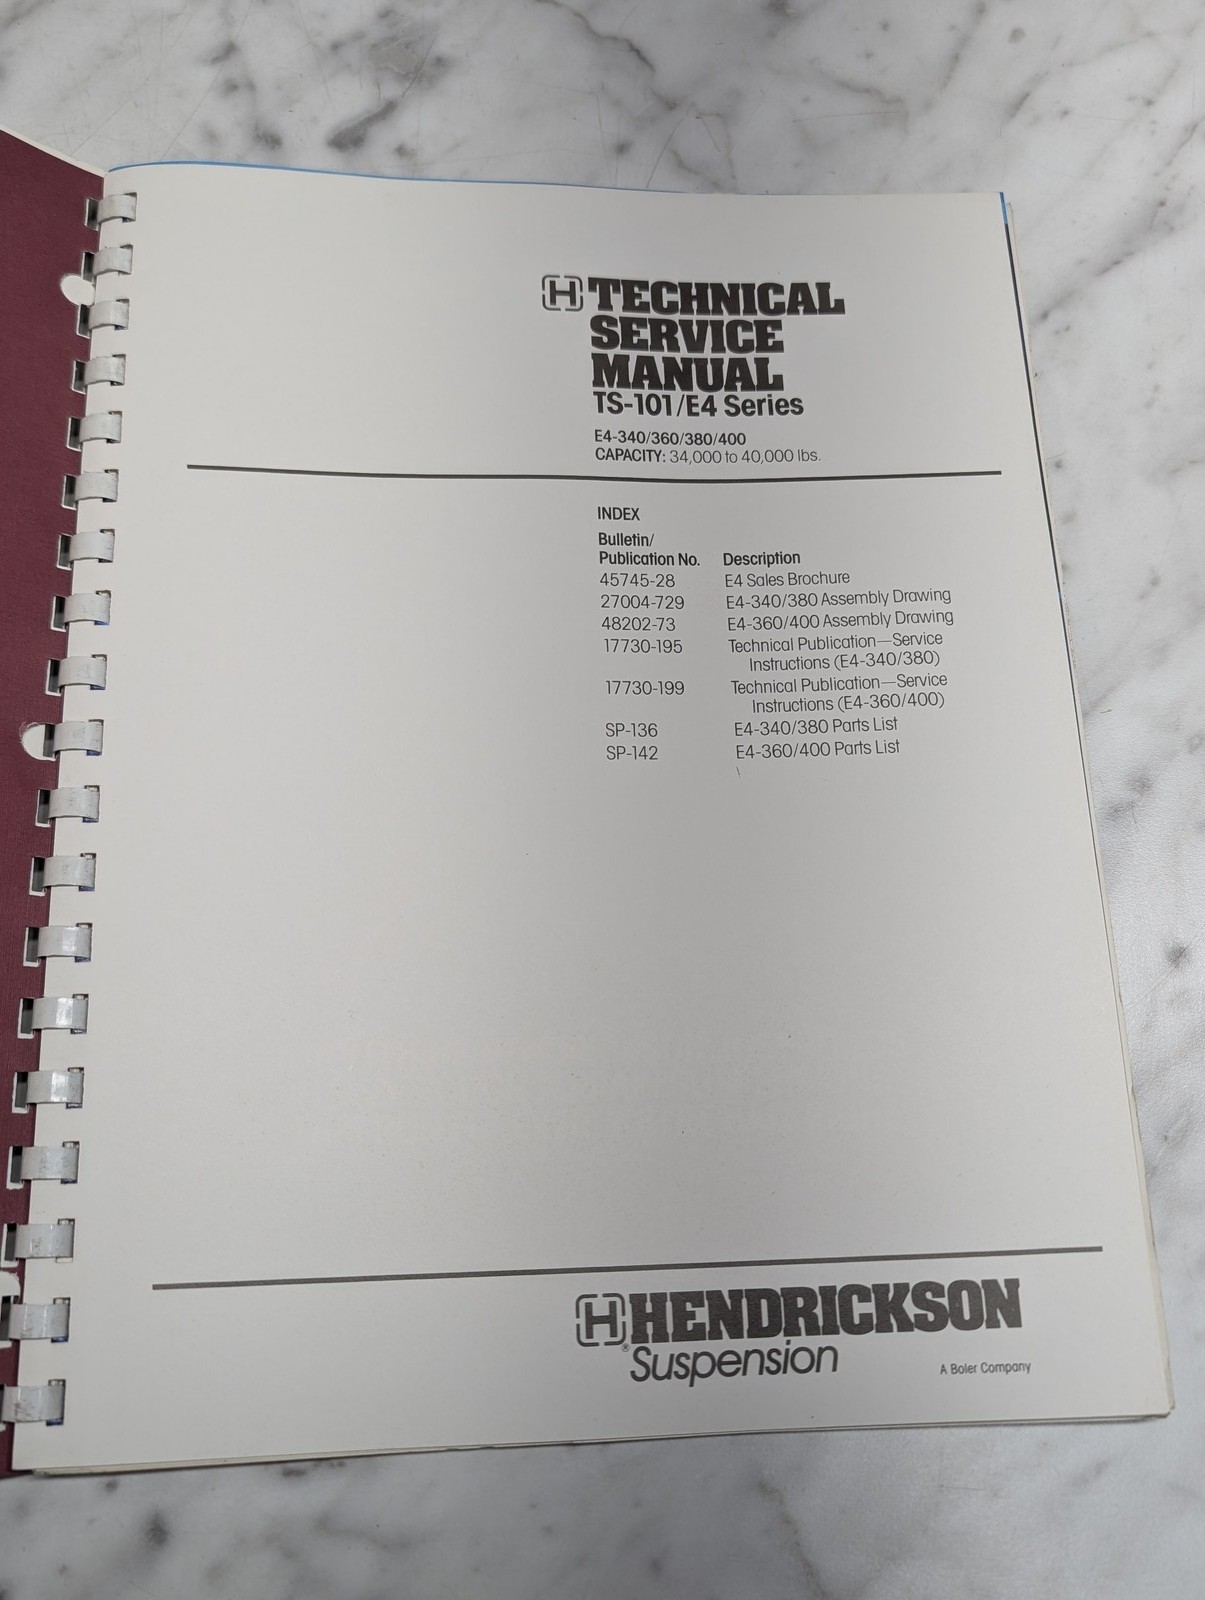 H TECHNICAL
SERVICE
MANUAL
TS-101/E4 Series
E4-340/360/380/400
CAPACITY: 34,000 to 40,000 lbs.
INDEX
Bulletin/
Publication No. Description
45745-28 E4 Sales Brochure
27004-729 E4-340/380 Assembly Drawing
48202-73 E4-360/400 Assembly Drawing
17730-195 Technical Publication—Service
Instructions (E4-340/380)
17730-199 Technical Publication—Service
Instructions (E4-360/400)
SP-136 E4-340/380 Parts List
SP-142 E4-360/400 Parts List
H HENDRICKSON
® Suspension A Boler Company